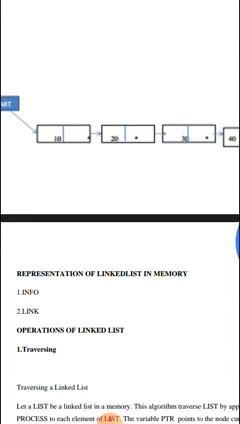 ART
10 20 30 40
REPRESENTATION OF LINKEDLIST IN MEMORY
1.INFO
2.LINK
OPERATIONS OF LINKED LIST
1.Traversing
Traversing a Linked List
Let a LIST be a linked list in a memory. This algorithm traverse LIST by app
PROCESS to each element of LIST. The variable PTR points to the node cur